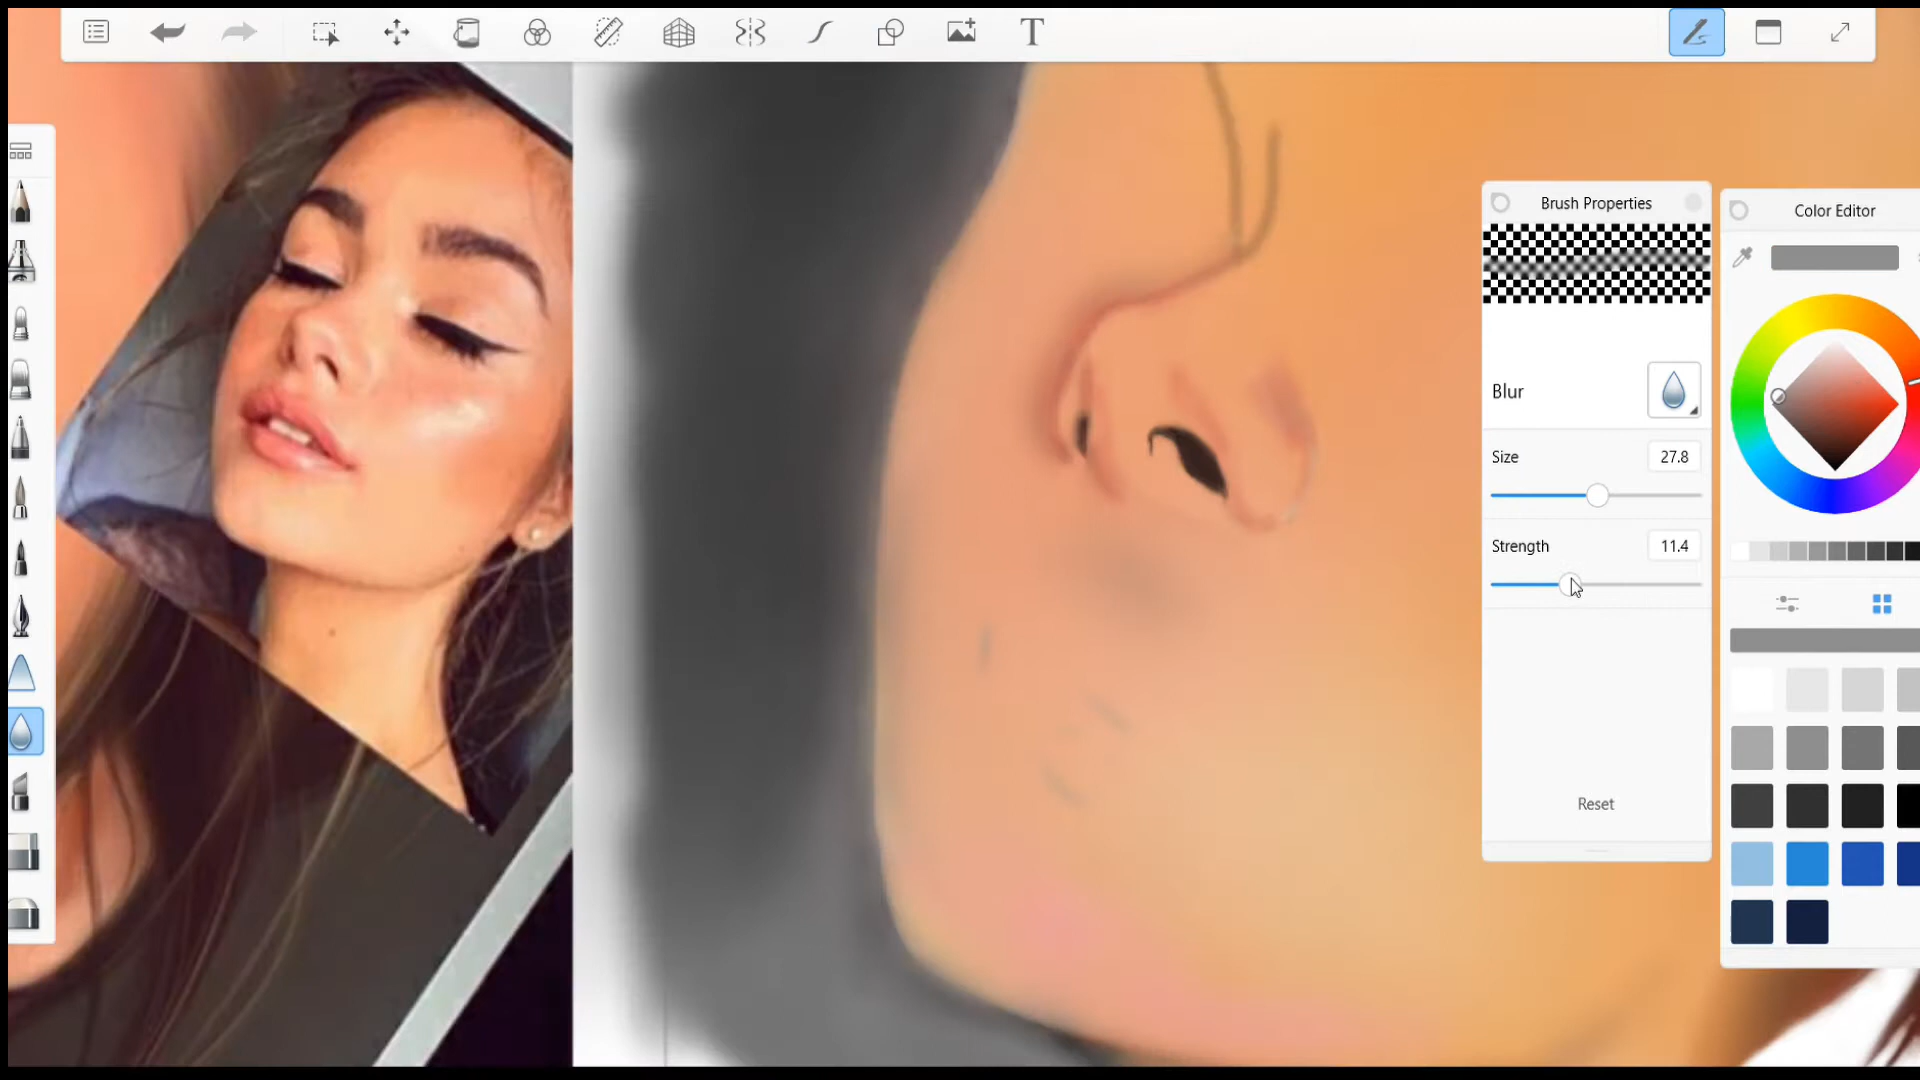 T
Brush Properties
Color Editor
Blur
Size
27.8
Strength
11.4
Reset